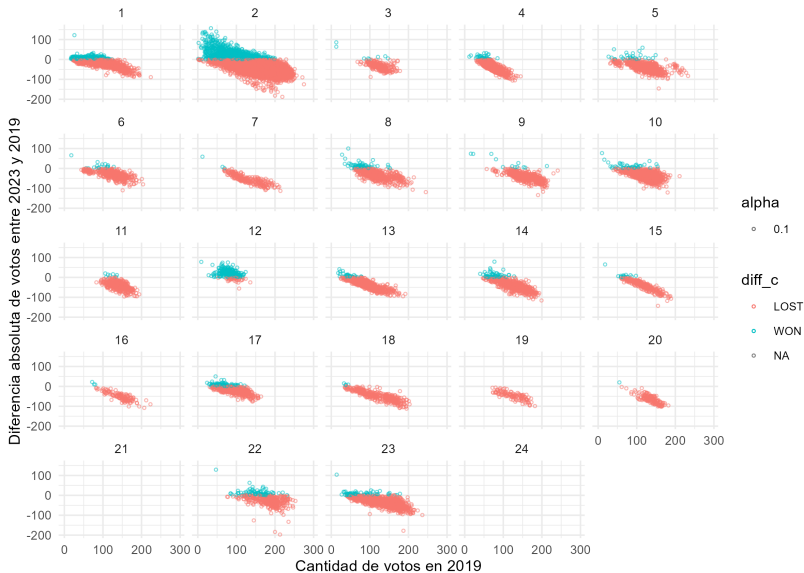 1 2 3 4 5
100
0
-100
-200
6 7 8 9 10
100
0
-100
-200
11 12 13 14 15
100
0
-100
-200
16 17 18 19 20
100
0
-100
-200
0 100 200 300
21 22 23 24
100
0
-100
-200
0 100 200 300 0 100 200 300 0 100 200 300 0 100 200 300
Cantidad de votos en 2019
Diferencia absoluta de votos entre 2023 y 2019
alpha
0.1
diff_c
LOST
WON
NA